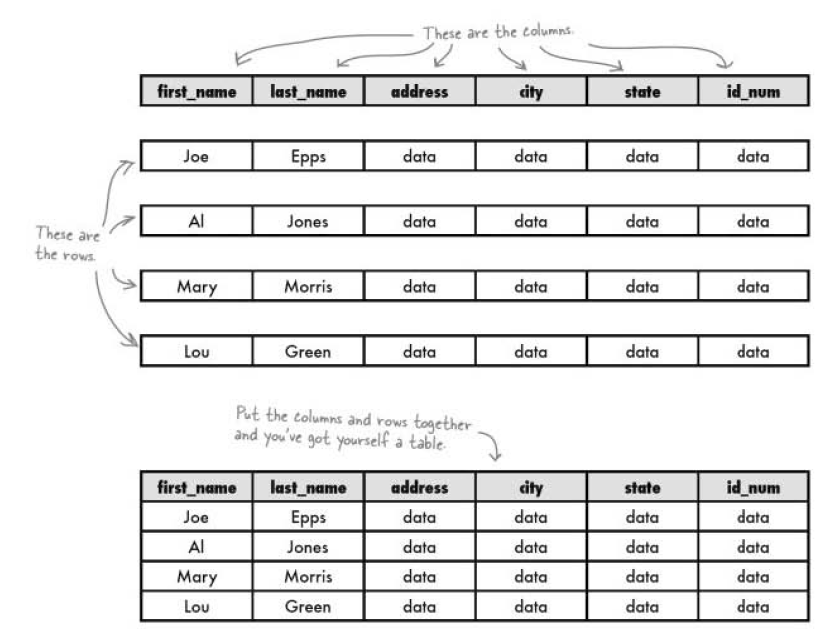 These are the columns.
first_name last_name address city state id_num
Joe Epps data data data data
Al Jones data data data data
These are
the rows.
Mary Morris data data data data
Lou Green data data data data
Put the columns and rows together
and you've got yourself a table.
first_name last_name address city state id_num
Joe Epps data data data data
Al Jones data data data data
Mary Morris data data data data
Lou Green data data data data